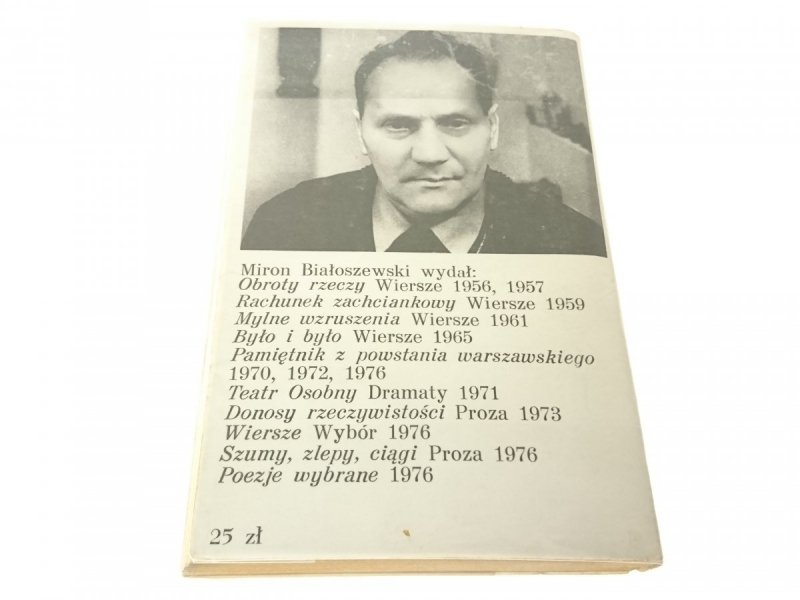 Miron Białoszewski wydał:
Obroty rzeczy Wiersze 1956, 1957
Rachunek zachciankowy Wiersze 1959
Mylne wzruszenia Wiersze 1961
Było i było Wiersze 1965
Pamiętnik z powstania warszawskiego
1970, 1972, 1976
Teatr Osobny Dramaty 1971
Donosy rzeczywistości Proza 1973
Wiersze Wybór 1976
Szumy, zlepy, ciągi Proza 1976
Poezje wybrane 1976
25 zł